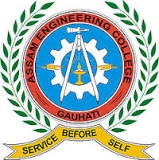 ASSAM ENGINEERING COLLEGE
GAUHATI
SERVICE BEFORE SELF